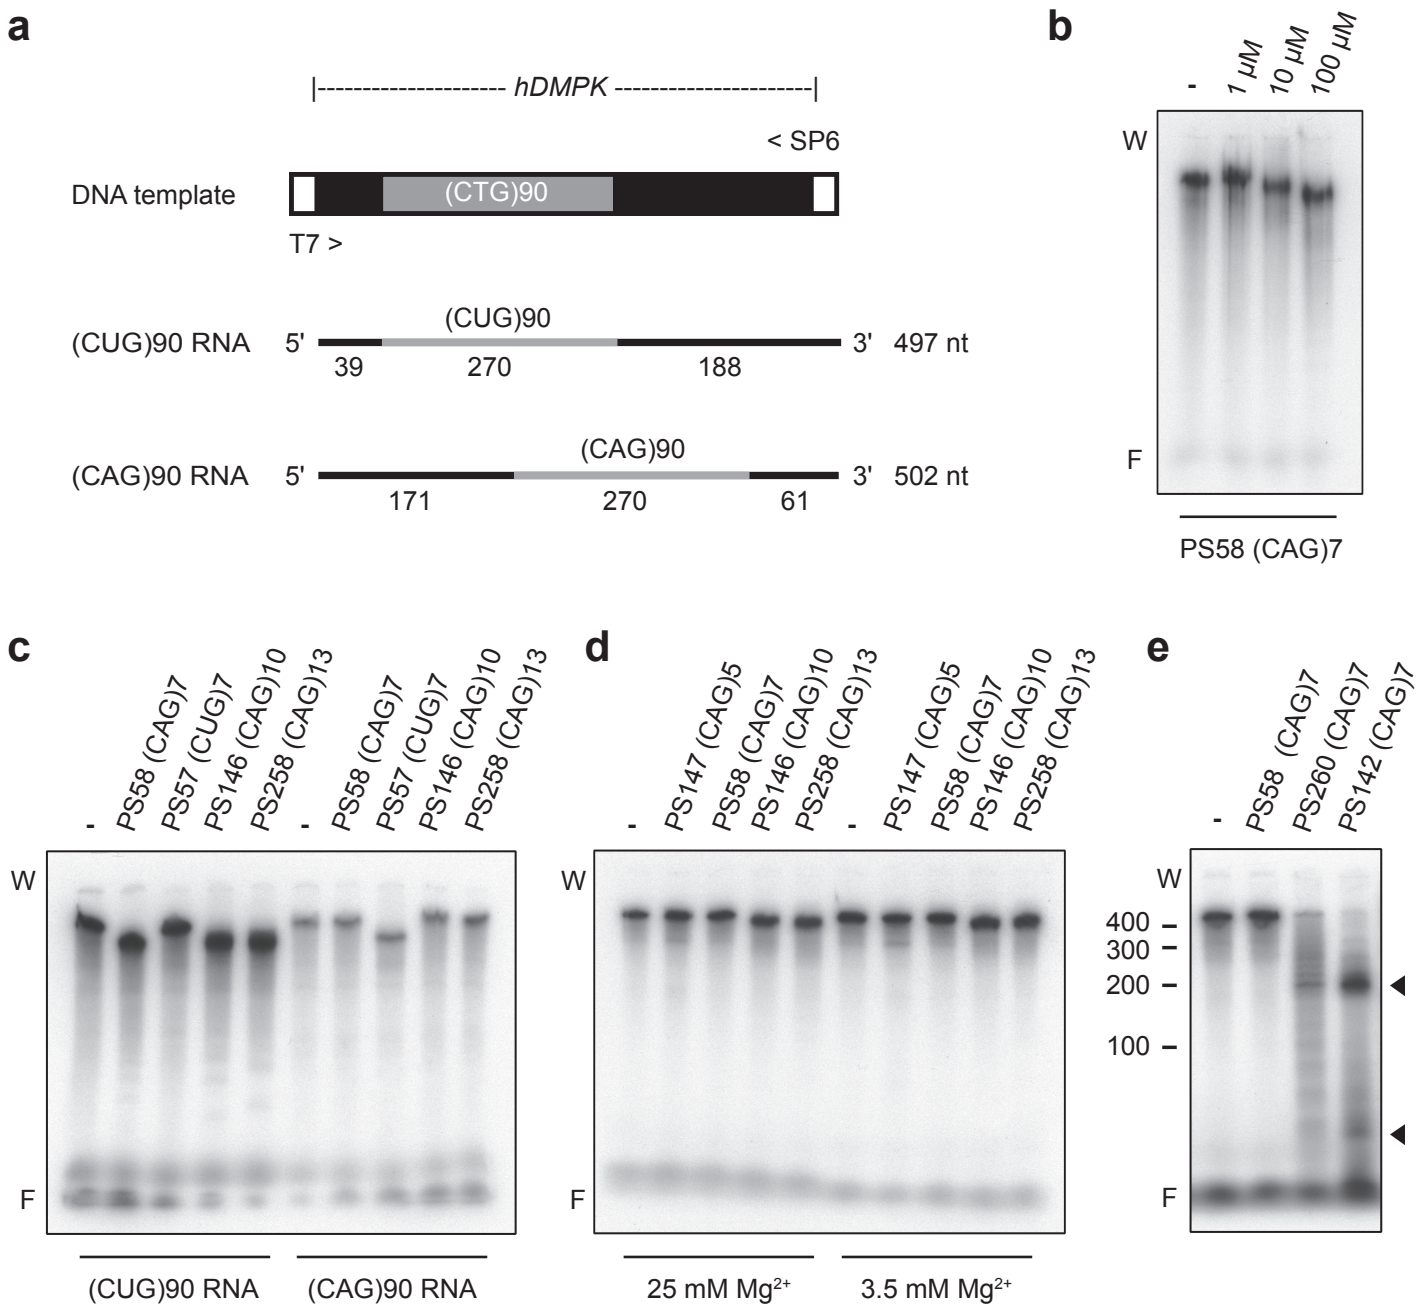 a
|--------------------- hDMPK ----------------------|
< SP6
DNA template
(CTG)90
T7 >
(CUG)90
(CUG)90 RNA 5' 3' 497 nt
39 270 188
(CAG)90
(CAG)90 RNA 5' 3' 502 nt
171 270 61
b
- 1 µM 10 µM 100 µM
W
F
PS58 (CAG)7
c
- PS58 (CAG)7 PS57 (CUG)7 PS146 (CAG)10 PS258 (CAG)13 - PS58 (CAG)7 PS57 (CUG)7 PS146 (CAG)10 PS258 (CAG)13
W
F
(CUG)90 RNA (CAG)90 RNA
d
- PS147 (CAG)5 PS58 (CAG)7 PS146 (CAG)10 PS258 (CAG)13 - PS147 (CAG)5 PS58 (CAG)7 PS146 (CAG)10 PS258 (CAG)13
W
F
25 mM Mg²⁺ 3.5 mM Mg²⁺
e
- PS58 (CAG)7 PS260 (CAG)7 PS142 (CAG)7
W
400
300
200
100
F